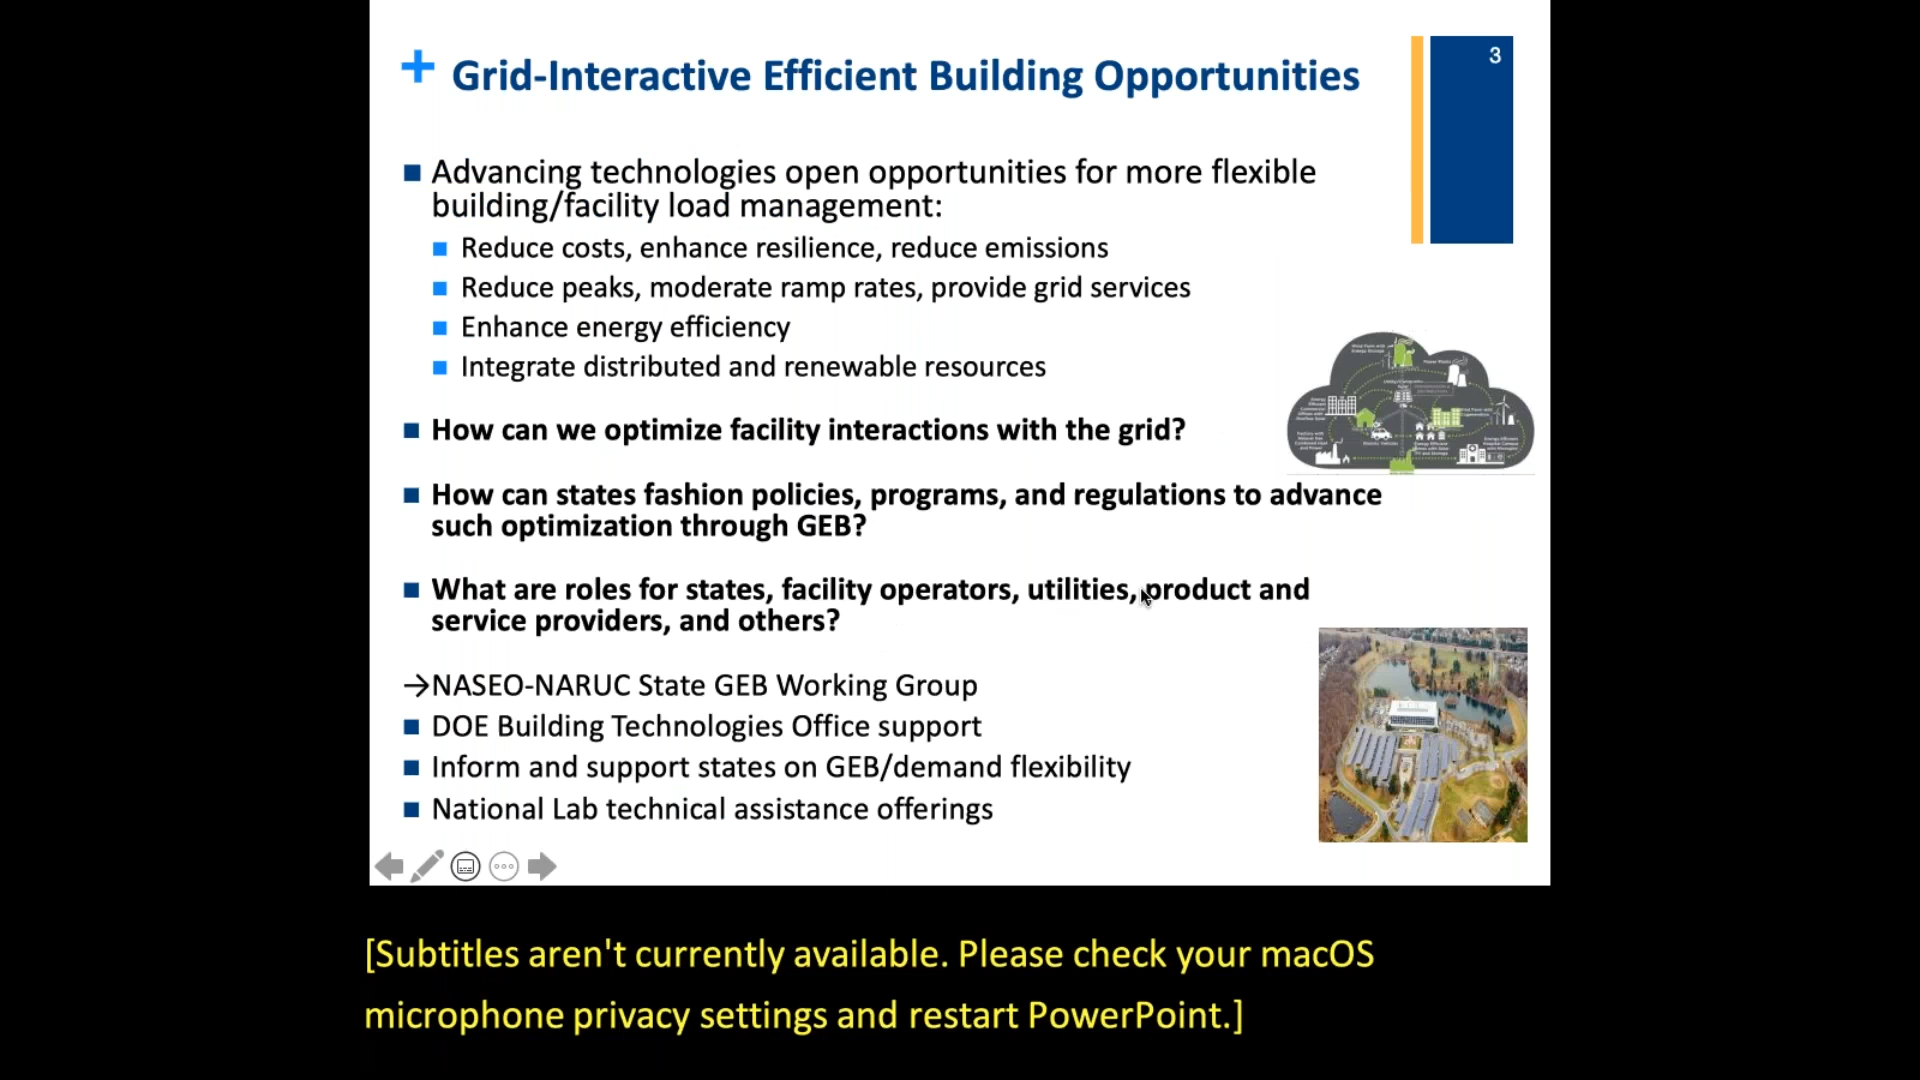 3
+ Grid-Interactive Efficient Building Opportunities
Advancing technologies open opportunities for more flexible
building/facility load management:
Reduce costs, enhance resilience, reduce emissions
Reduce peaks, moderate ramp rates, provide grid services
Enhance energy efficiency
Integrate distributed and renewable resources
How can we optimize facility interactions with the grid?
How can states fashion policies, programs, and regulations to advance
such optimization through GEB?
What are roles for states, facility operators, utilities, product and
service providers, and others?
→NASEO-NARUC State GEB Working Group
DOE Building Technologies Office support
Inform and support states on GEB/demand flexibility
National Lab technical assistance offerings
[Subtitles aren't currently available. Please check your macOS
microphone privacy settings and restart PowerPoint.]